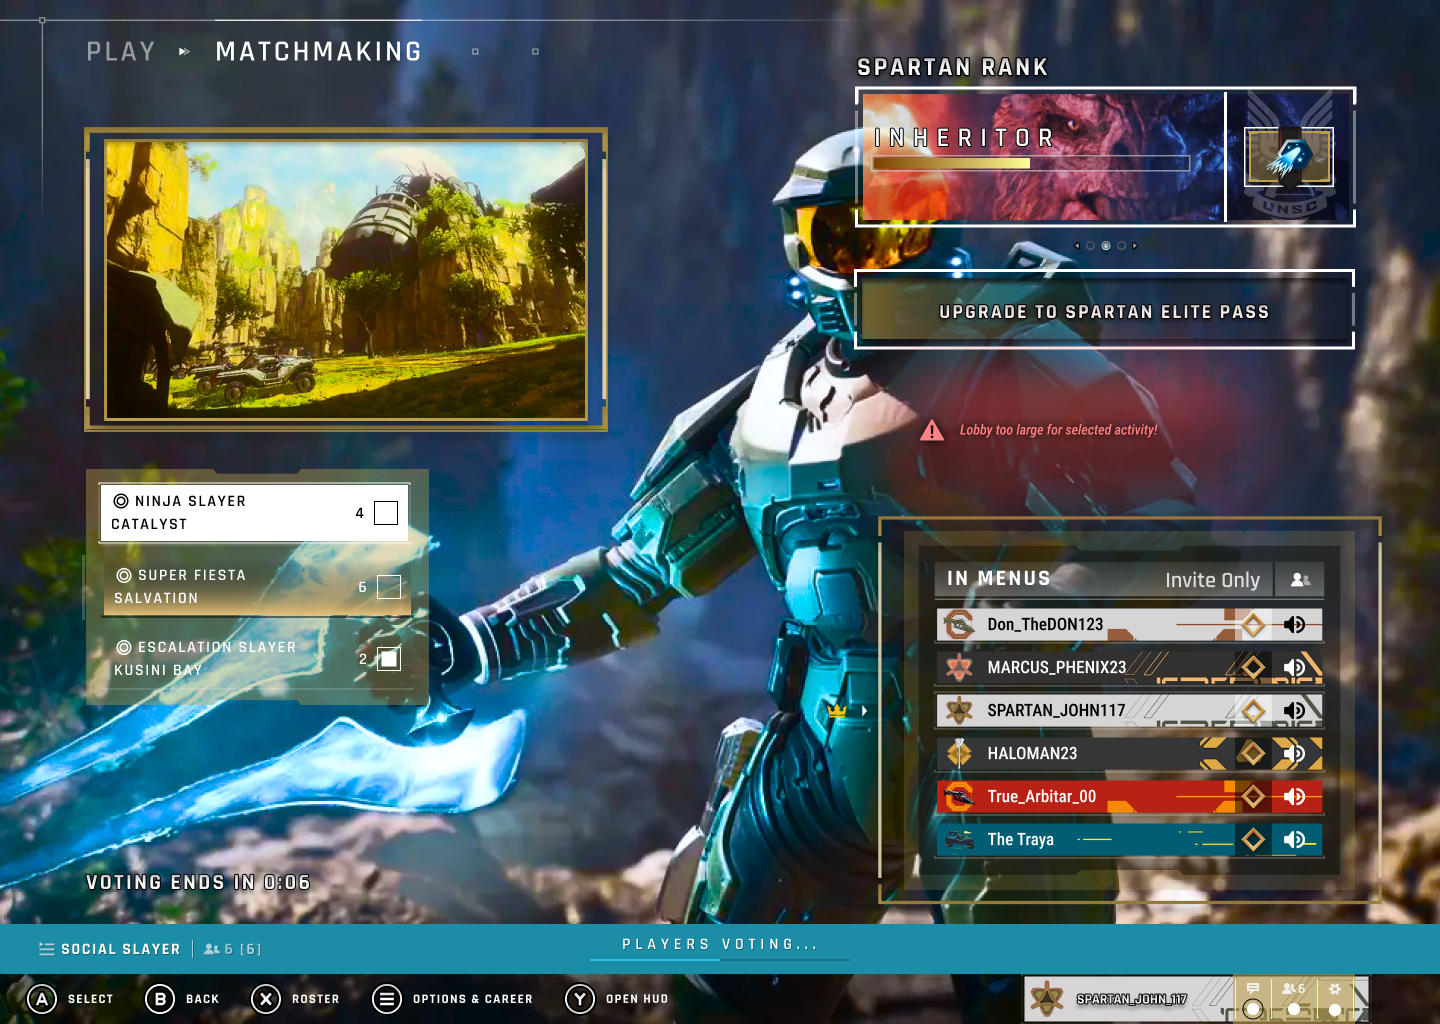 PLAY
MATCHMAKING
SPARTAN RANK
INHERITOR
UNSC
UPGRADE TO SPARTAN ELITE PASS
Lobby too large for selected activity!
NINJA SLAYER
CATALYST
4
SUPER FIESTA
SALVATION
6
ESCALATION SLAYER
KUSINI BAY
2
IN MENUS
Invite Only
Don_TheDON123
MARCUS_PHENIX23
SPARTAN_JOHN117
HALOMAN23
True_Arbitar_00
The Traya
VOTING ENDS IN 0:06
SOCIAL SLAYER
6 [6]
PLAYERS VOTING...
A SELECT
B BACK
X ROSTER
OPTIONS & CAREER
Y OPEN HUD
SPARTAN_JOHN_117
6